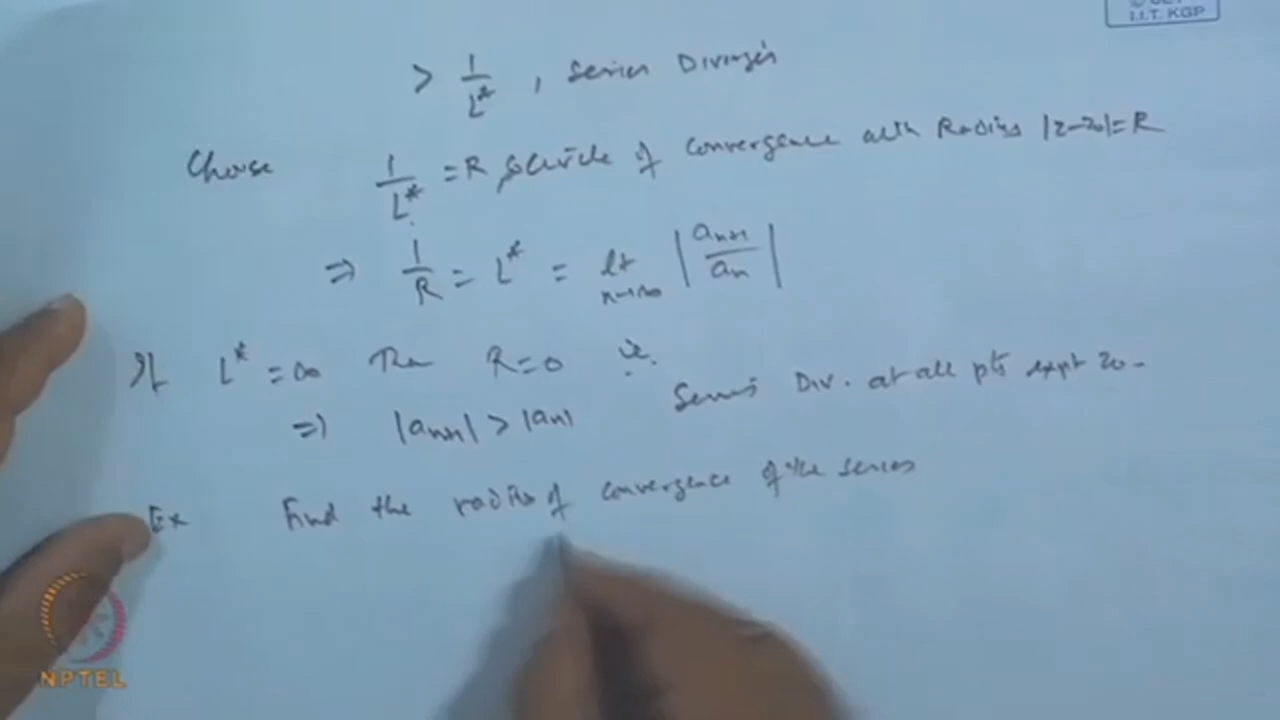 I.I.T. KGP
> 1/L* , Series Diverges
Choose 1/L* = R circle of convergence with Radius |z-z0|=R
⇒ 1/R = L* = lt n→∞ |an+1/an|
If L* = ∞ Then R=0 ie.
Series Div. at all pts expt z0 -
⇒ |an+1| > |an|
Ex Find the radius of convergence of the series
NPTEL